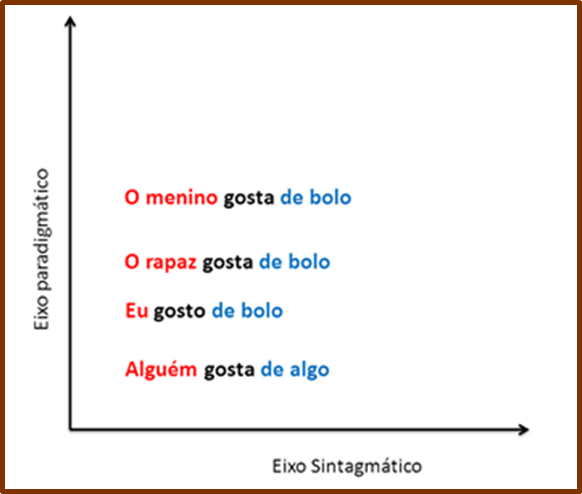 Eixo paradigmático
O menino gosta de bolo
O rapaz gosta de bolo
Eu gosto de bolo
Alguém gosta de algo
Eixo Sintagmático